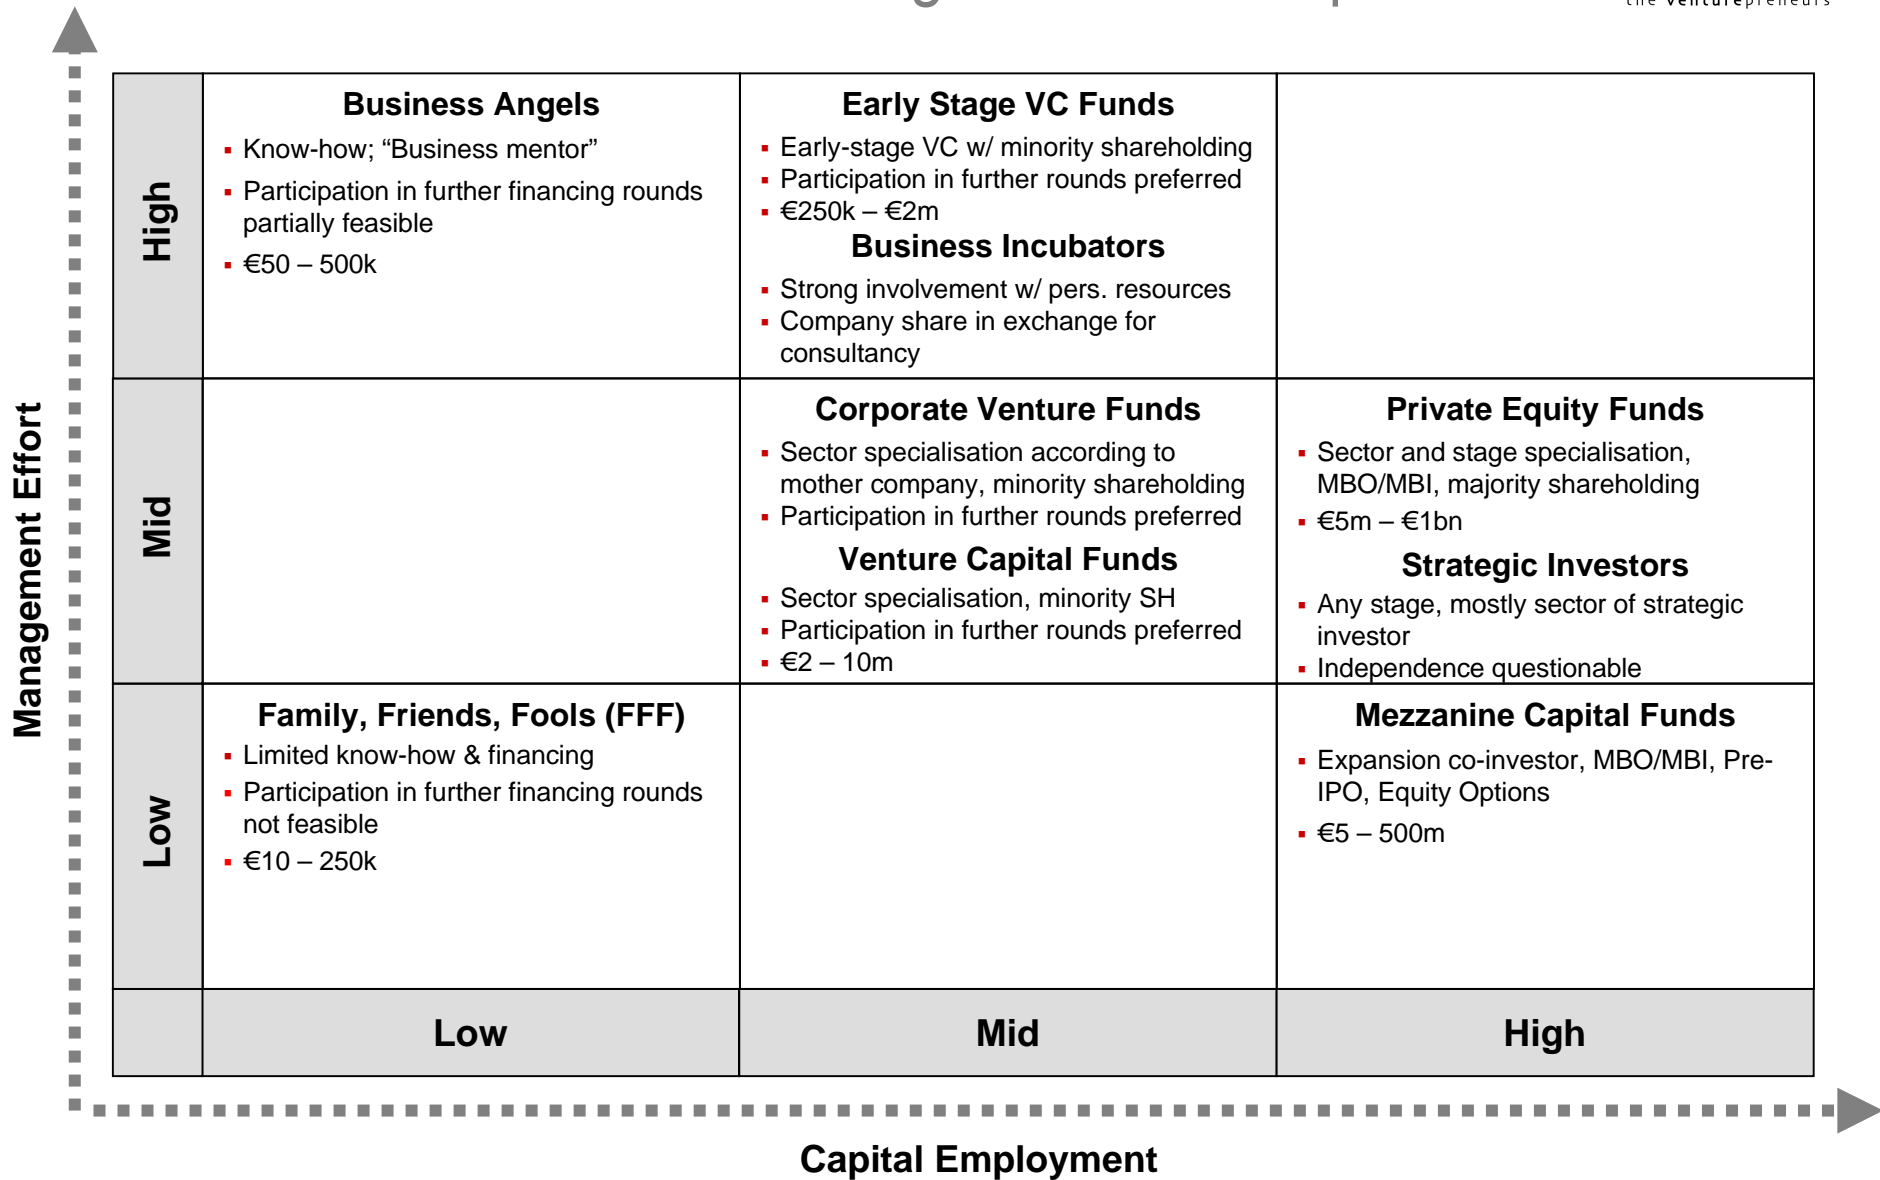 the venturepreneurs
Business Angels
Know-how; “Business mentor”
Participation in further financing rounds
partially feasible
€50 – 500k
Early Stage VC Funds
Early-stage VC w/ minority shareholding
Participation in further rounds preferred
€250k – €2m
Business Incubators
Strong involvement w/ pers. resources
Company share in exchange for
consultancy
High
Corporate Venture Funds
Sector specialisation according to
mother company, minority shareholding
Participation in further rounds preferred
Venture Capital Funds
Sector specialisation, minority SH
Participation in further rounds preferred
€2 – 10m
Private Equity Funds
Sector and stage specialisation,
MBO/MBI, majority shareholding
€5m – €1bn
Strategic Investors
Any stage, mostly sector of strategic
investor
Independence questionable
Mid
Management Effort
Family, Friends, Fools (FFF)
Limited know-how & financing
Participation in further financing rounds
not feasible
€10 – 250k
Mezzanine Capital Funds
Expansion co-investor, MBO/MBI, Pre-
IPO, Equity Options
€5 – 500m
Low
Low
Mid
High
Capital Employment